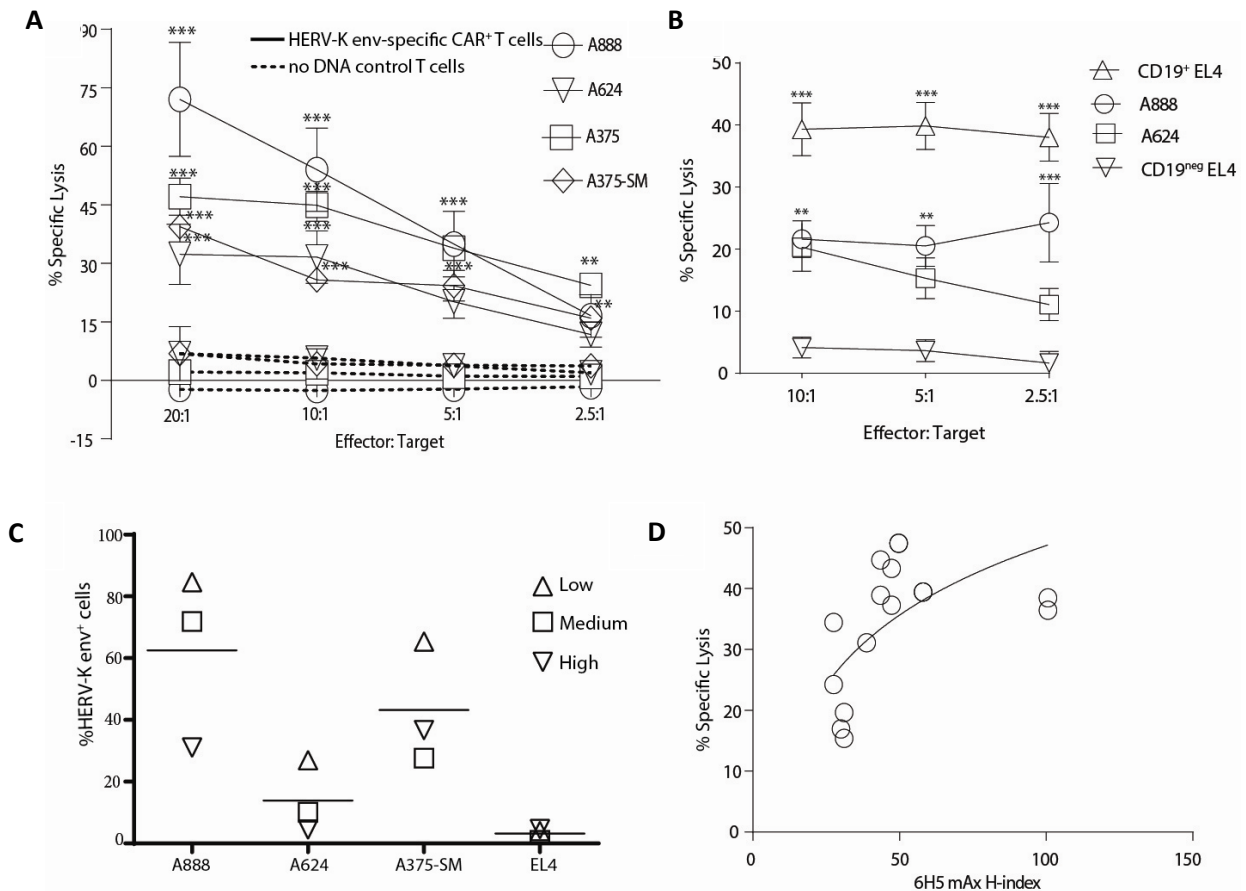 A
90
75
60
45
30
15
0
-15
% Specific Lysis
***
***
***
***
***
***
***
***
***
***
**
**
HERV-K env-specific CAR⁺ T cells
no DNA control T cells
A888
A624
A375
A375-SM
20:1
10:1
5:1
2.5:1
Effector: Target
B
50
40
30
20
10
0
% Specific Lysis
***
***
***
**
**
***
CD19⁺ EL4
A888
A624
CD19ⁿᵉᵍ EL4
10:1
5:1
2.5:1
Effector: Target
C
100
80
60
40
20
0
%HERV-K env⁺ cells
Low
Medium
High
A888
A624
A375-SM
EL4
D
50
40
30
20
10
0
% Specific Lysis
0
50
100
150
6H5 mAx H-index